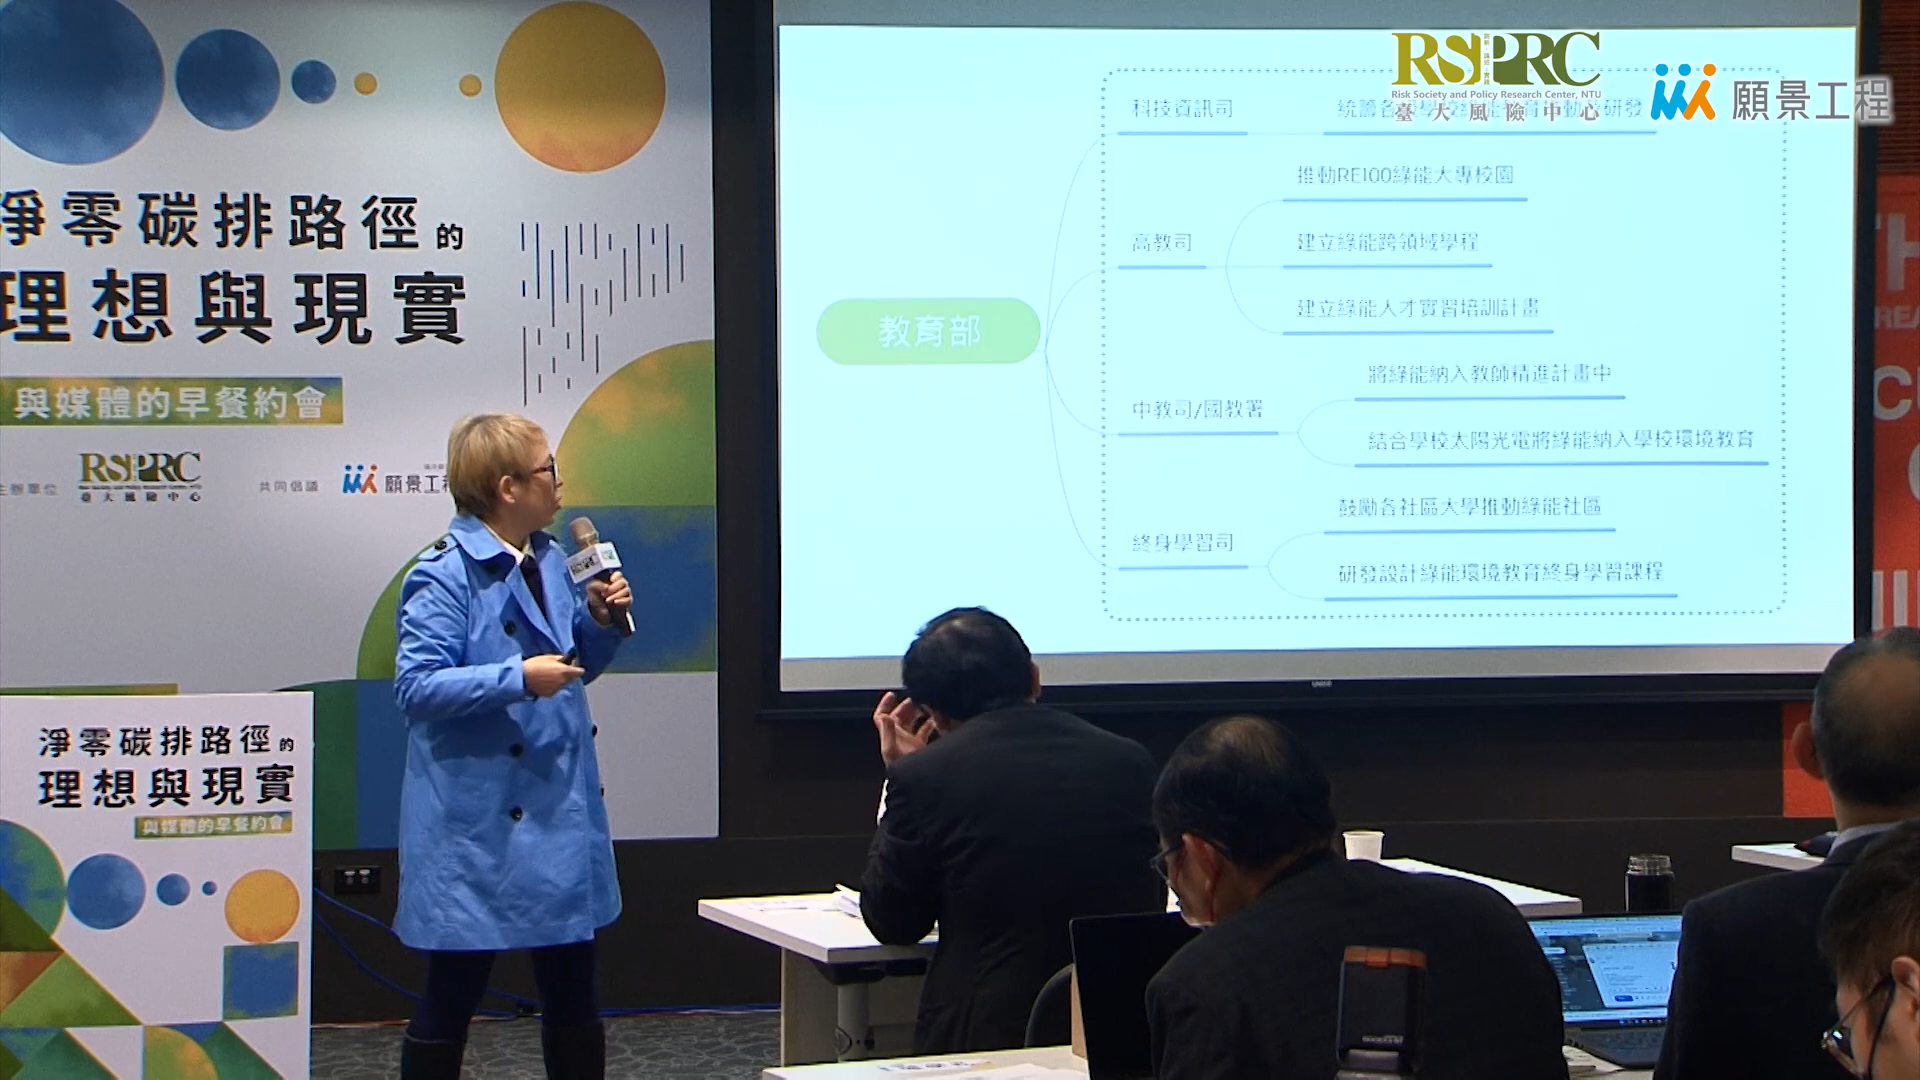 淨零碳排路徑的
理想與現實
與媒體的早餐約會
主辦單位
RSPRC
臺大風險中心
共同倡議
願景工程
淨零碳排路徑的
理想與現實
與媒體的早餐約會
RSPRC
Risk Society and Policy Research Center, NTU
臺大風險中心
願景工程
教育部
科技資訊司
推動RE100綠能大專校園
高教司
建立綠能跨領域學程
建立綠能人才實習培訓計畫
將綠能納入教師精進計畫中
中教司/國教署
結合學校太陽光電將綠能納入學校環境教育
鼓勵各社區大學推動綠能社區
終身學習司
研發設計綠能環境教育終身學習課程